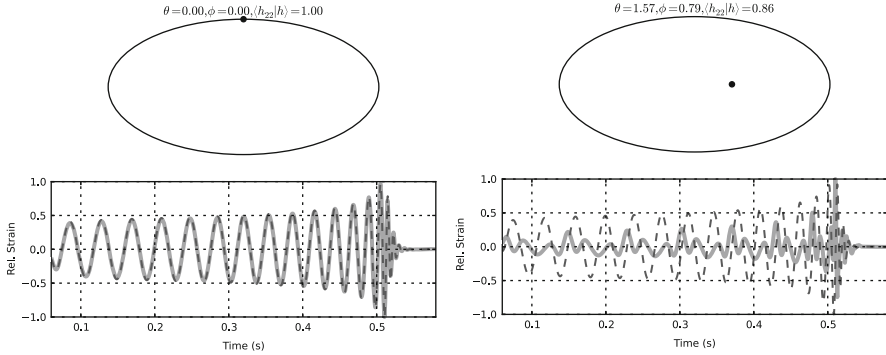 θ=0.00,ϕ=0.00,⟨h₂₂|h⟩=1.00
1.0
0.5
0.0
−0.5
−1.0
Rel. Strain
0.1 0.2 0.3 0.4 0.5
Time (s)
θ=1.57,ϕ=0.79,⟨h₂₂|h⟩=0.86
1.0
0.5
0.0
−0.5
−1.0
Rel. Strain
0.1 0.2 0.3 0.4 0.5
Time (s)